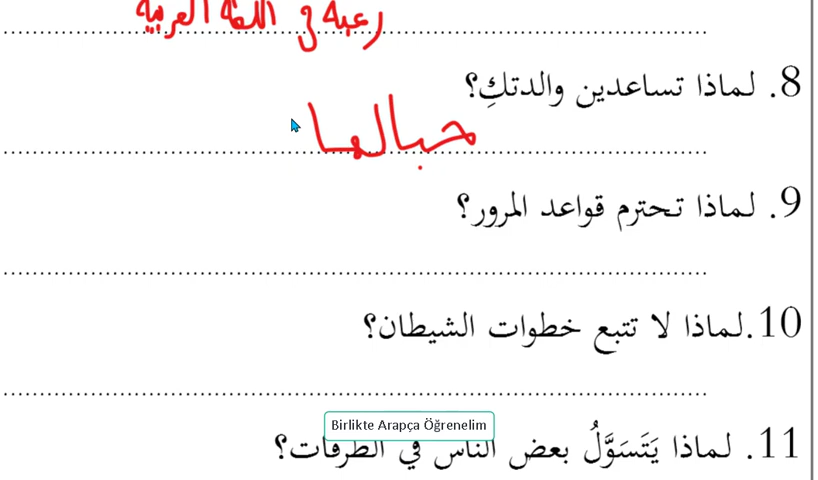 رغبة في اللغة العربية
8. لماذا تساعدين والدتكِ؟
حبا لها
9. لماذا تحترم قواعد المرور؟
10.لماذا لا تتبع خطوات الشيطان؟
Birlikte Arapça Öğrenelim
11. لماذا يَتَسَوَّلُ بعض الناس في الطرقات؟